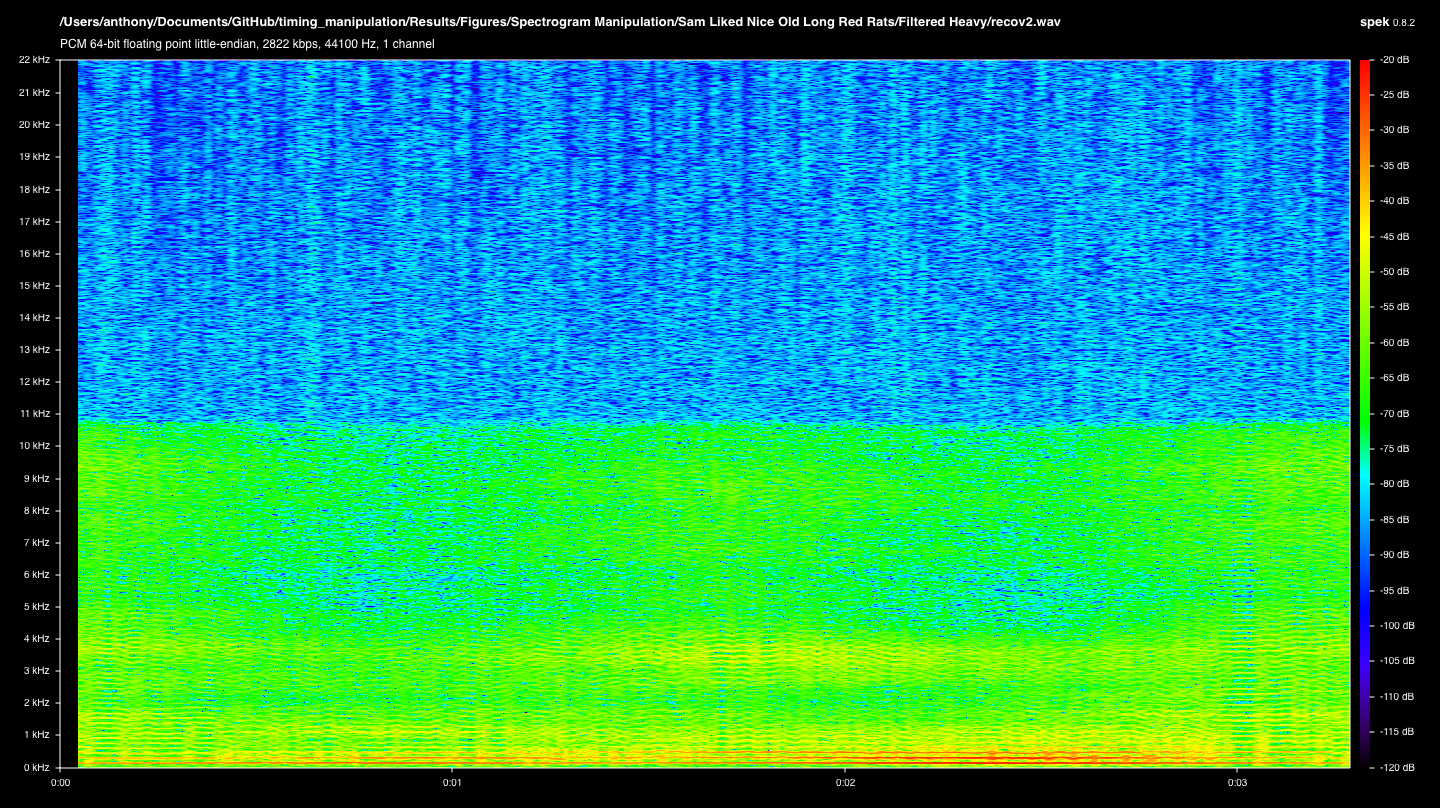 /Users/anthony/Documents/GitHub/timing_manipulation/Results/Figures/Spectrogram Manipulation/Sam Liked Nice Old Long Red Rats/Filtered Heavy/recov2.wav
spek 0.8.2
PCM 64-bit floating point little-endian, 2822 kbps, 44100 Hz, 1 channel
22 kHz
21 kHz
20 kHz
19 kHz
18 kHz
17 kHz
16 kHz
15 kHz
14 kHz
13 kHz
12 kHz
11 kHz
10 kHz
9 kHz
8 kHz
7 kHz
6 kHz
5 kHz
4 kHz
3 kHz
2 kHz
1 kHz
0 kHz
0:00
0:01
0:02
0:03
-20 dB
-25 dB
-30 dB
-35 dB
-40 dB
-45 dB
-50 dB
-55 dB
-60 dB
-65 dB
-70 dB
-75 dB
-80 dB
-85 dB
-90 dB
-95 dB
-100 dB
-105 dB
-110 dB
-115 dB
-120 dB